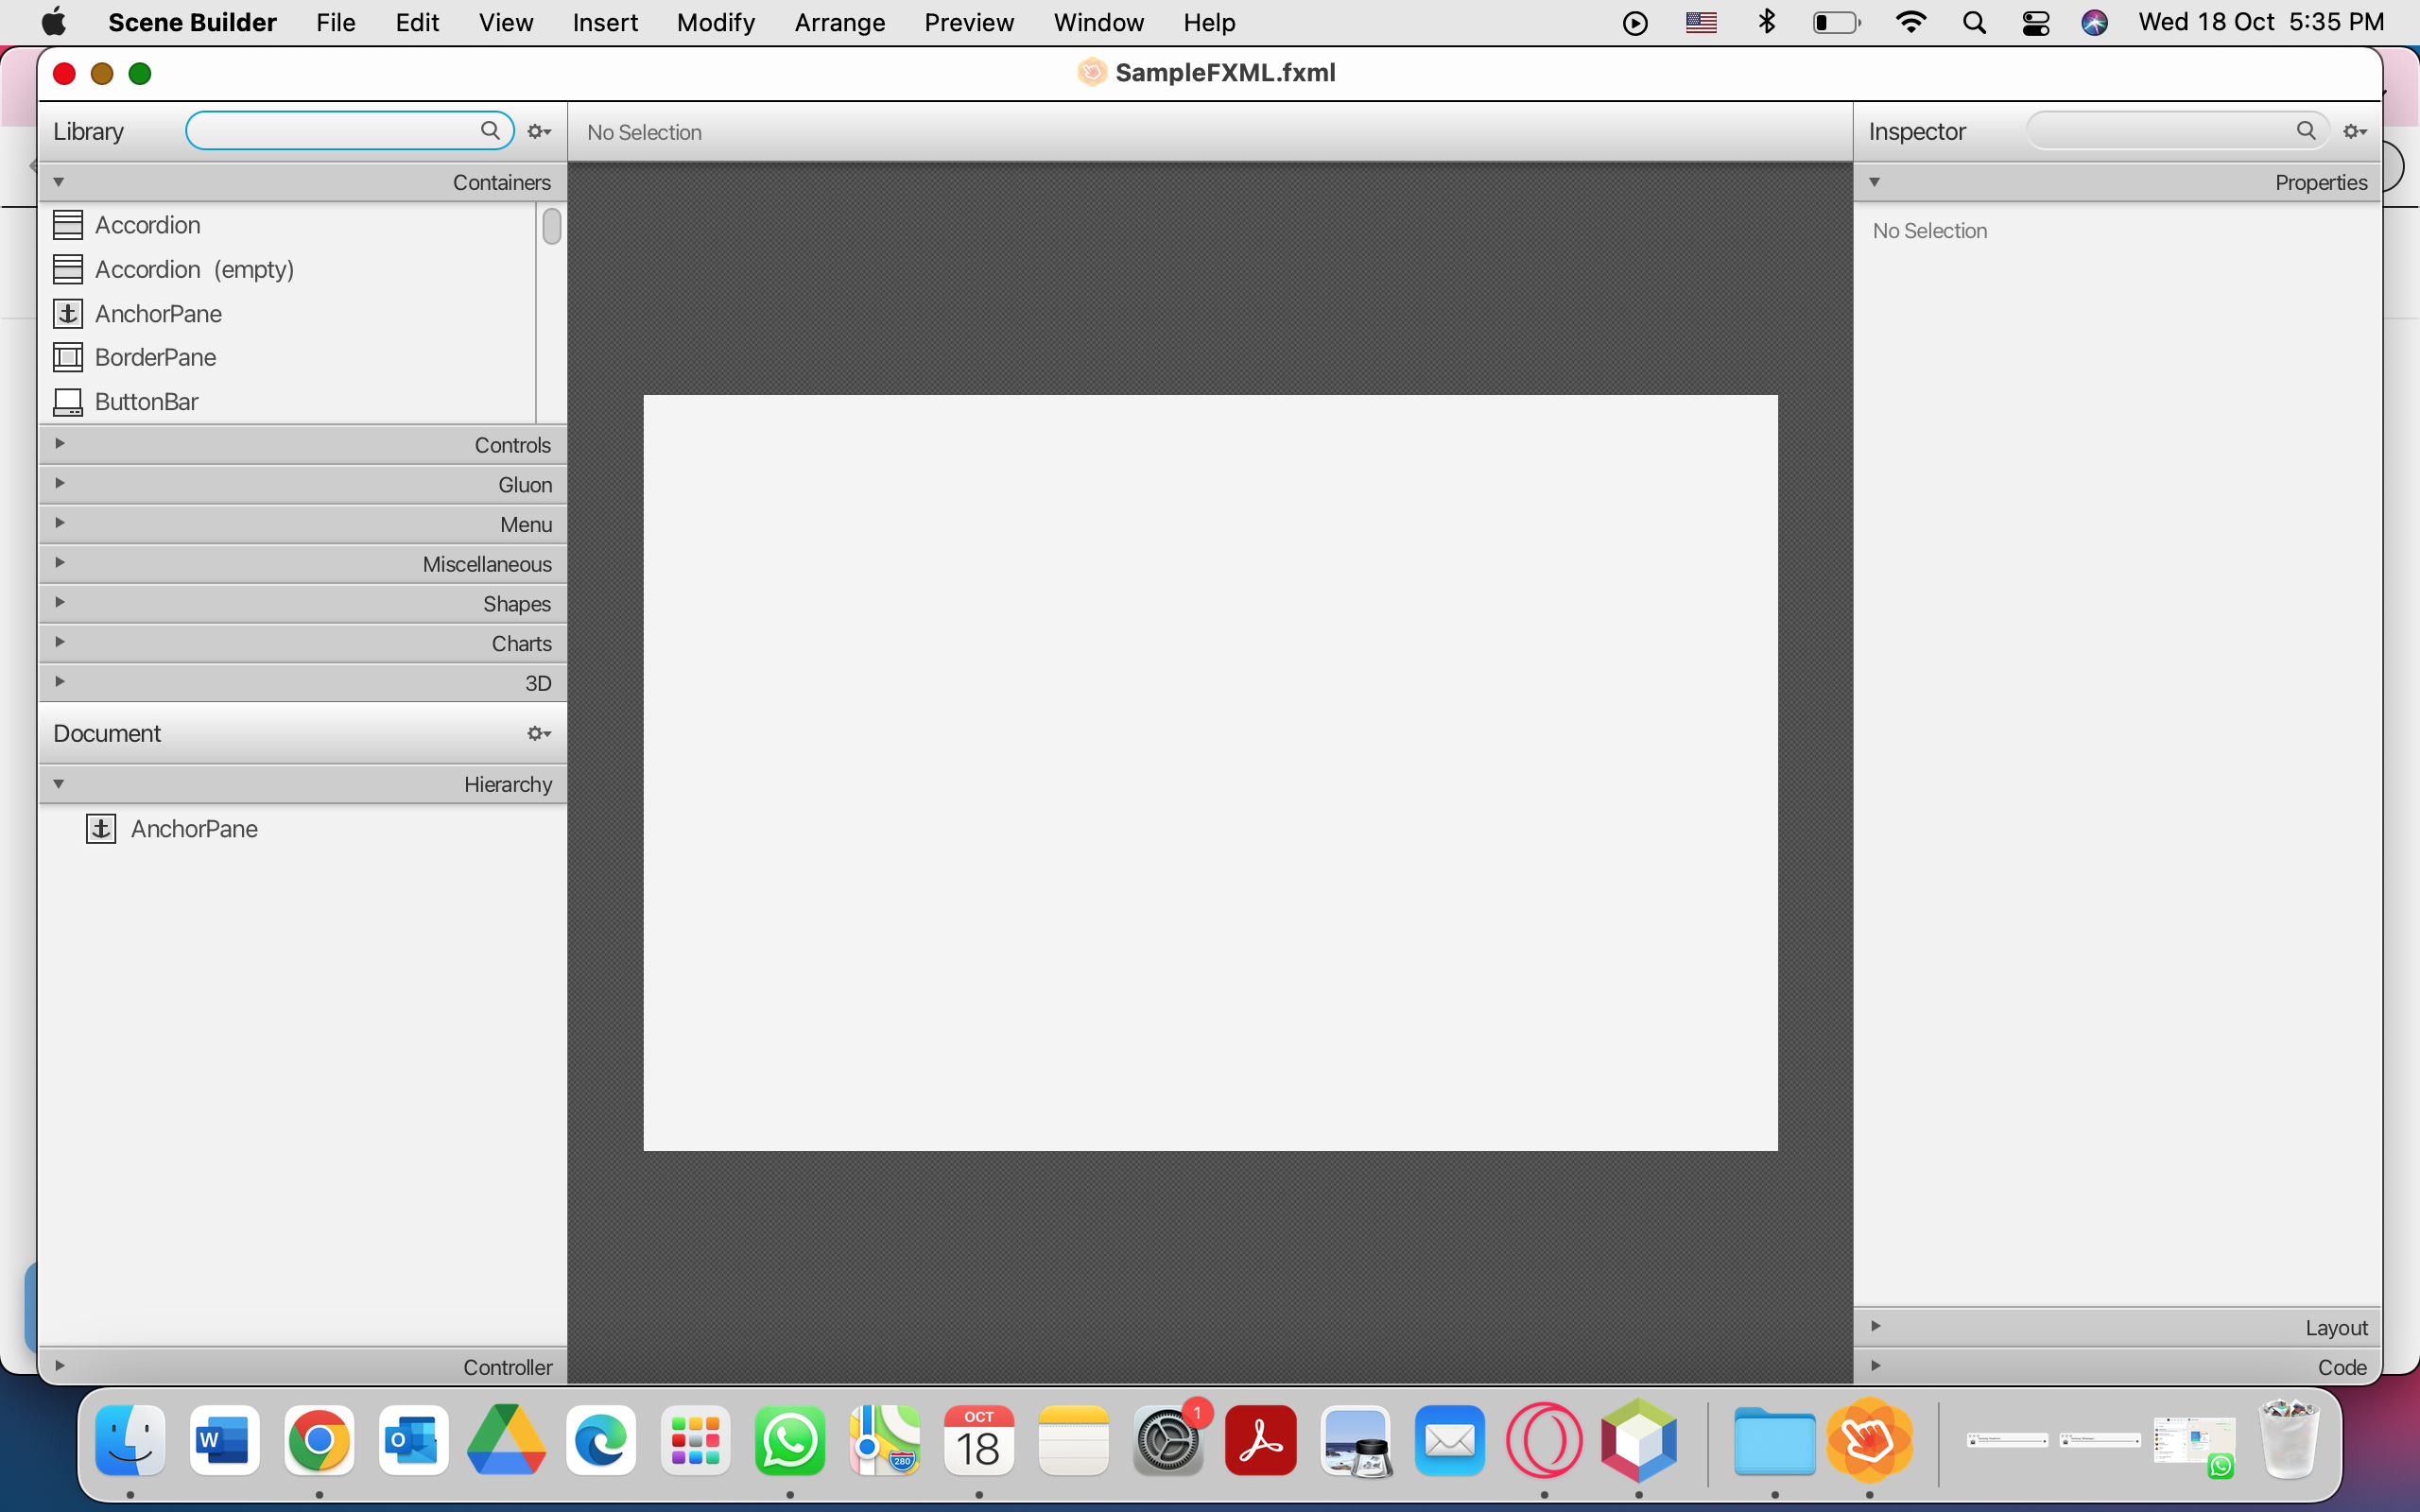 Scene Builder File Edit View Insert Modify Arrange Preview Window Help Wed 18 Oct 5:35 PM
SampleFXML.fxml
Library
No Selection
Inspector
Containers
Properties
Accordion
No Selection
Accordion (empty)
AnchorPane
BorderPane
ButtonBar
Controls
Gluon
Menu
Miscellaneous
Shapes
Charts
3D
Document
Hierarchy
AnchorPane
Layout
Controller
Code
OCT
18
1
W
O
280